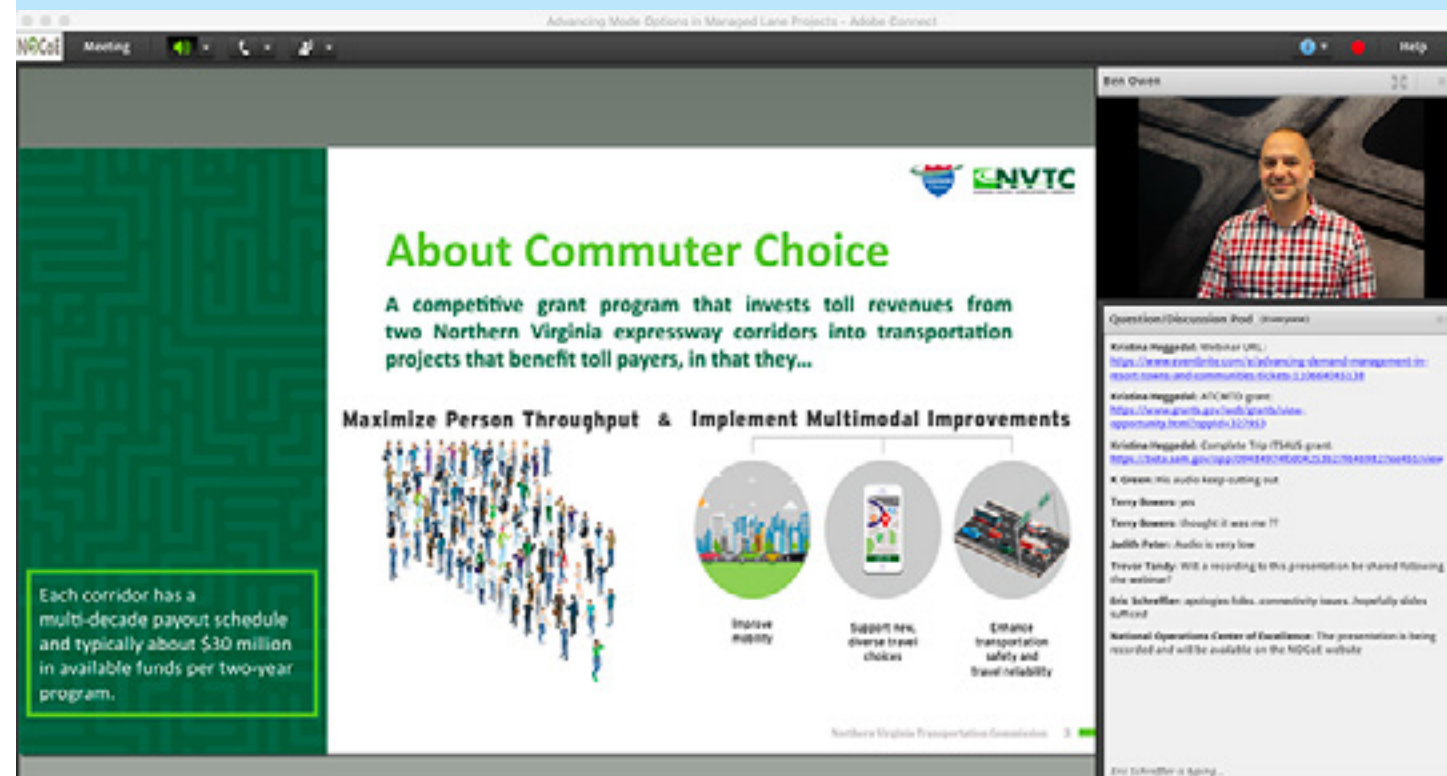 Advancing Mode Options in Managed Lane Projects - Adobe Connect
NOCoE Meeting Help
NVTC
About Commuter Choice
A competitive grant program that invests toll revenues from
two Northern Virginia expressway corridors into transportation
projects that benefit toll payers, in that they...
Maximize Person Throughput & Implement Multimodal Improvements
Improve
mobility
Support new,
diverse travel
choices
Enhance
transportation
safety and
travel reliability
Each corridor has a
multi-decade payout schedule
and typically about $30 million
in available funds per two-year
program.
Northern Virginia Transportation Commission 3
Ben Owen
Question/Discussion Pod (Everyone)
Kristina Heggedal: Webinar URL:
Kristina Heggedal: ATCMTD grant:
Kristina Heggedal: Complete Trip ITS4US grant:
K Green: His audio keep cutting out
Terry Bowers: yes
Terry Bowers: thought it was me ??
Judith Peter: Audio is very low
Trevor Tandy: Will a recording to this presentation be shared following
the webinar?
Eric Schreffler: apologies folks. connectivity issues. hopefully slides
sufficed
National Operations Center of Excellence: The presentation is being
recorded and will be available on the NOCoE website
Eric Schreffler is typing...